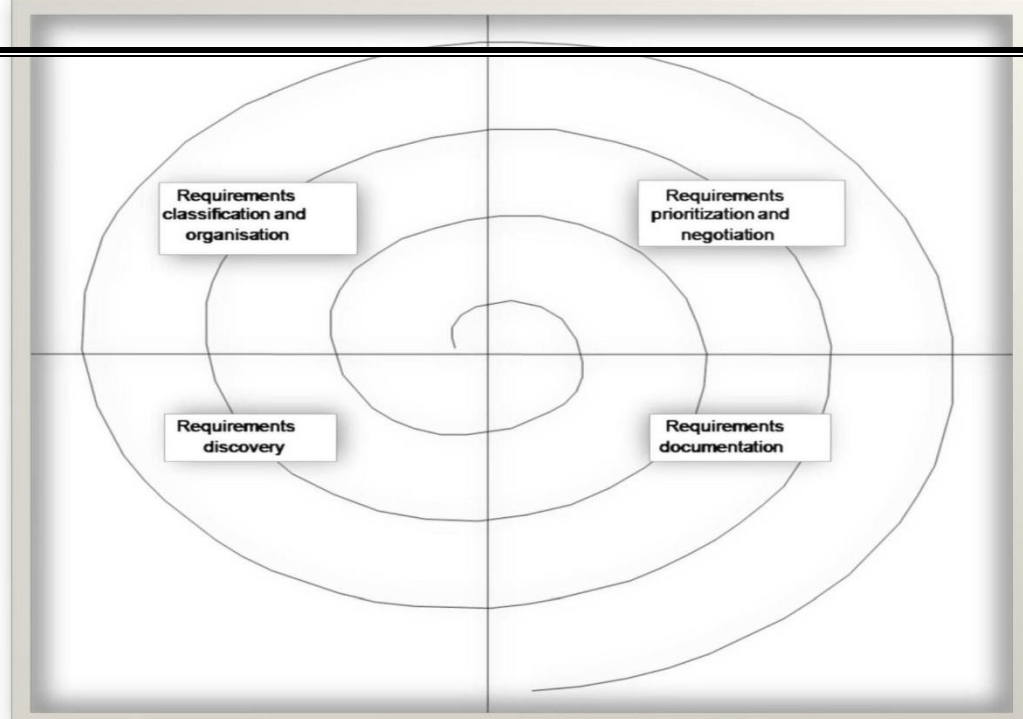 Requirements
classification and
organisation
Requirements
prioritization and
negotiation
Requirements
discovery
Requirements
documentation